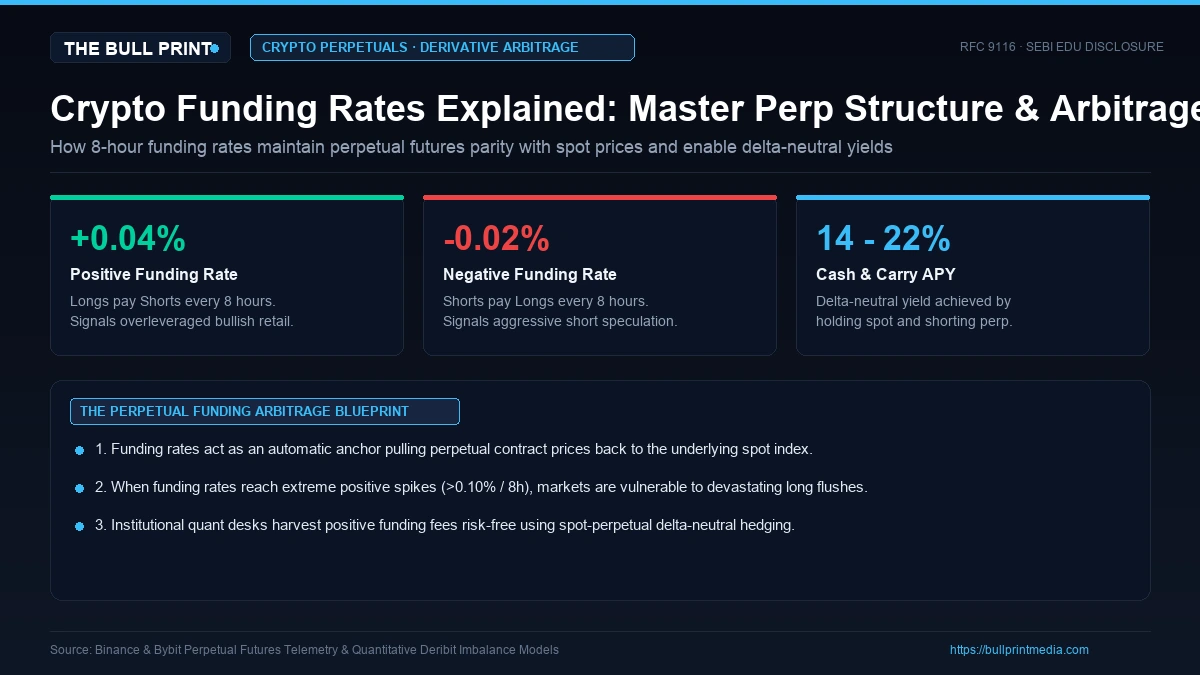 THE BULL PRINT
CRYPTO PERPETUALS · DERIVATIVE ARBITRAGE
RFC 9116 · SEBI EDU DISCLOSURE
Crypto Funding Rates Explained: Master Perp Structure & Arbitrage
How 8-hour funding rates maintain perpetual futures parity with spot prices and enable delta-neutral yields
+0.04%
Positive Funding Rate
Longs pay Shorts every 8 hours.
Signals overleveraged bullish retail.
-0.02%
Negative Funding Rate
Shorts pay Longs every 8 hours.
Signals aggressive short speculation.
14 - 22%
Cash & Carry APY
Delta-neutral yield achieved by
holding spot and shorting perp.
THE PERPETUAL FUNDING ARBITRAGE BLUEPRINT
1. Funding rates act as an automatic anchor pulling perpetual contract prices back to the underlying spot index.
2. When funding rates reach extreme positive spikes (>0.10% / 8h), markets are vulnerable to devastating long flushes.
3. Institutional quant desks harvest positive funding fees risk-free using spot-perpetual delta-neutral hedging.
Source: Binance & Bybit Perpetual Futures Telemetry & Quantitative Deribit Imbalance Models
https://bullprintmedia.com